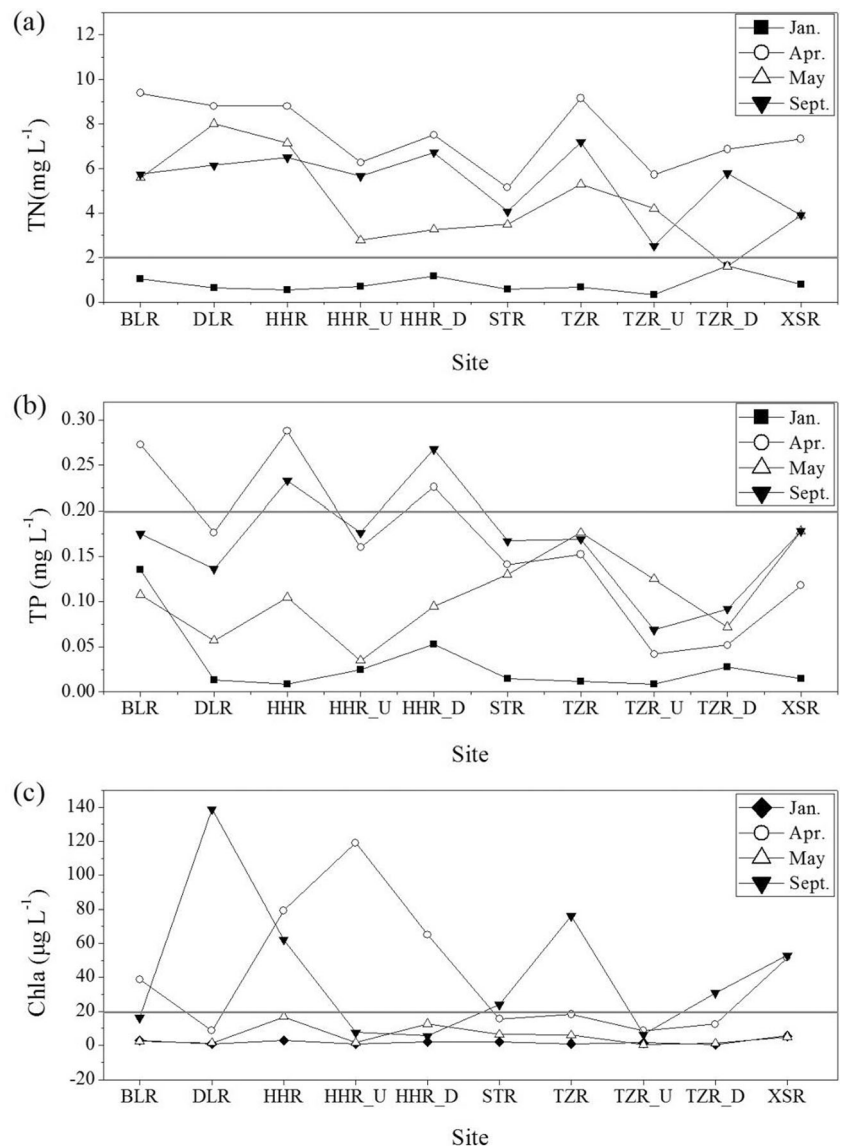 (a)
TN(mg L⁻¹)
12
10
8
6
4
2
0
Jan.
Apr.
May
Sept.
BLR DLR HHR HHR_U HHR_D STR TZR TZR_U TZR_D XSR
Site
(b)
TP (mg L⁻¹)
0.30
0.25
0.20
0.15
0.10
0.05
0.00
Jan.
Apr.
May
Sept.
BLR DLR HHR HHR_U HHR_D STR TZR TZR_U TZR_D XSR
Site
(c)
Chla (μg L⁻¹)
140
120
100
80
60
40
20
0
-20
Jan.
Apr.
May
Sept.
BLR DLR HHR HHR_U HHR_D STR TZR TZR_U TZR_D XSR
Site